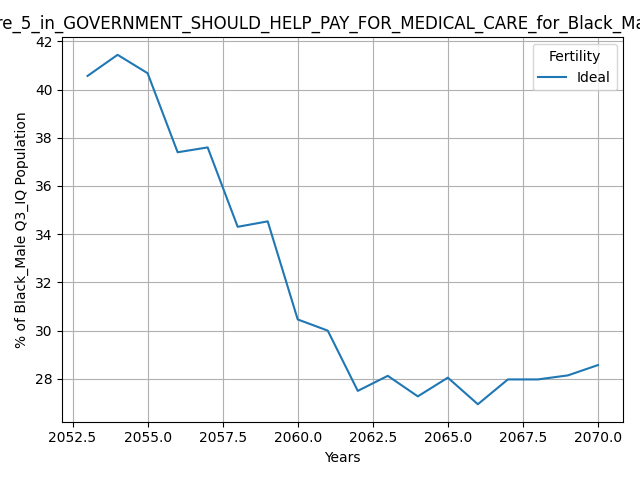 re_5_in_GOVERNMENT_SHOULD_HELP_PAY_FOR_MEDICAL_CARE_for_Black_Ma
Fertility
Ideal
42
40
38
36
34
32
30
28
% of Black_Male Q3_IQ Population
2052.5 2055.0 2057.5 2060.0 2062.5 2065.0 2067.5 2070.0
Years